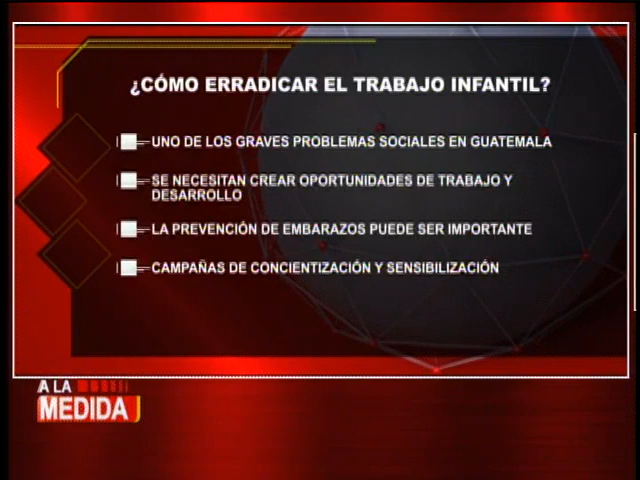 ¿CÓMO ERRADICAR EL TRABAJO INFANTIL?
UNO DE LOS GRAVES PROBLEMAS SOCIALES EN GUATEMALA
SE NECESITAN CREAR OPORTUNIDADES DE TRABAJO Y
DESARROLLO
LA PREVENCIÓN DE EMBARAZOS PUEDE SER IMPORTANTE
CAMPAÑAS DE CONCIENTIZACIÓN Y SENSIBILIZACIÓN
A LA
MEDIDA